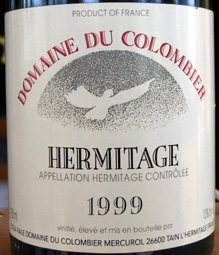 PRODUCT OF FRANCE
DOMAINE DU COLOMBIER
HERMITAGE
APPELLATION HERMITAGE CONTRÔLÉE
1999
vinifié, élevé et mis en bouteille par
DOMAINE DU COLOMBIER MERCUROL 26600 TAIN L'HERMITAGE